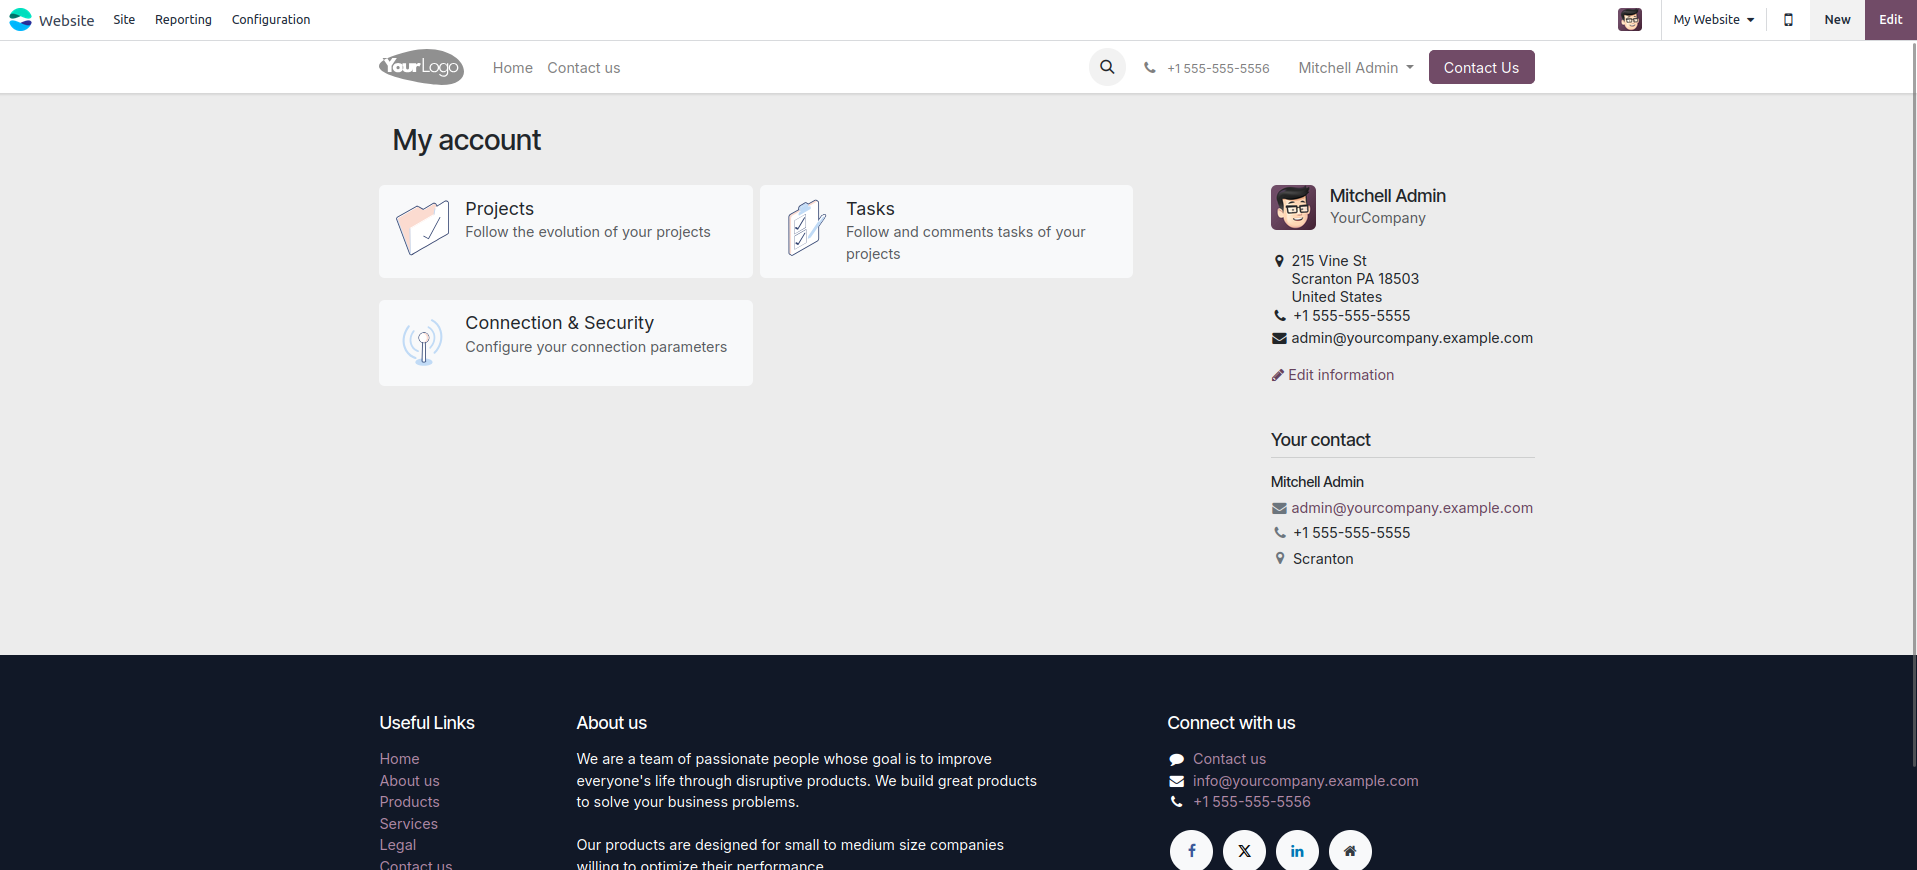 Website Site Reporting Configuration My Website New Edit
YourLogo Home Contact us +1 555-555-5556 Mitchell Admin Contact Us
My account
Projects
Follow the evolution of your projects
Tasks
Follow and comments tasks of your
projects
Connection & Security
Configure your connection parameters
Mitchell Admin
YourCompany
215 Vine St
Scranton PA 18503
United States
+1 555-555-5555
admin@yourcompany.example.com
Edit information
Your contact
Mitchell Admin
admin@yourcompany.example.com
+1 555-555-5555
Scranton
Useful Links
Home
About us
Products
Services
Legal
Contact us
About us
We are a team of passionate people whose goal is to improve
everyone's life through disruptive products. We build great products
to solve your business problems.
Our products are designed for small to medium size companies
willing to optimize their performance.
Connect with us
Contact us
info@yourcompany.example.com
+1 555-555-5556